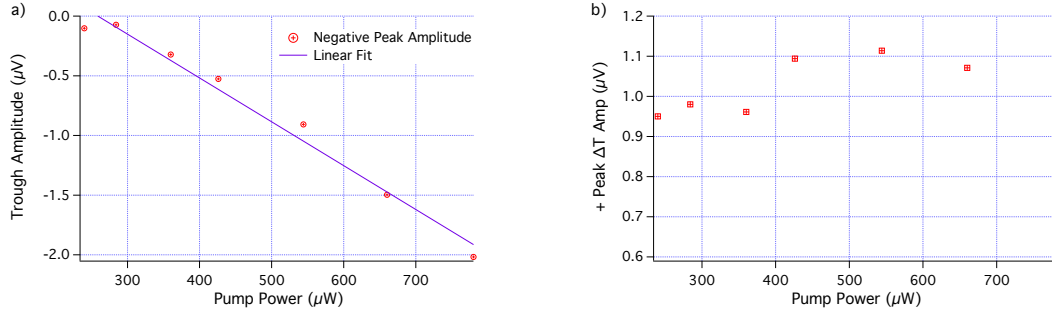 a)
0.0
-0.5
-1.0
-1.5
-2.0
Trough Amplitude (µV)
Negative Peak Amplitude
Linear Fit
300 400 500 600 700
Pump Power (µW)
b)
1.2
1.1
1.0
0.9
0.8
0.7
0.6
+ Peak ΔT Amp (µV)
300 400 500 600 700
Pump Power (µW)